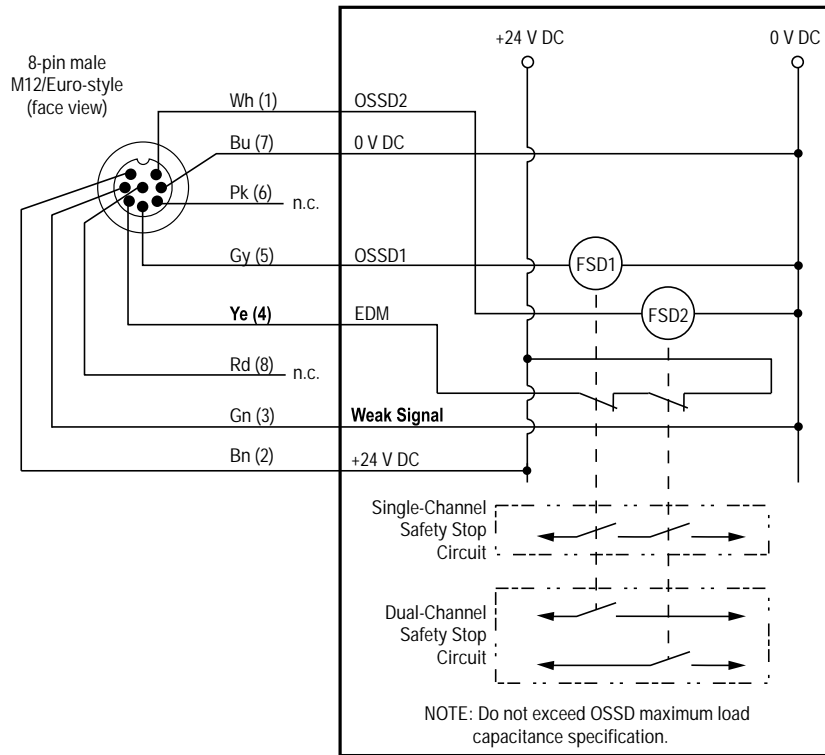 +24 V DC
0 V DC
8-pin male
M12/Euro-style
(face view)
Wh (1)
OSSD2
Bu (7)
0 V DC
Pk (6)
n.c.
Gy (5)
OSSD1
FSD1
FSD2
Ye (4)
EDM
Rd (8)
n.c.
Gn (3)
Weak Signal
Bn (2)
+24 V DC
Single-Channel
Safety Stop
Circuit
Dual-Channel
Safety Stop
Circuit
NOTE: Do not exceed OSSD maximum load
capacitance specification.